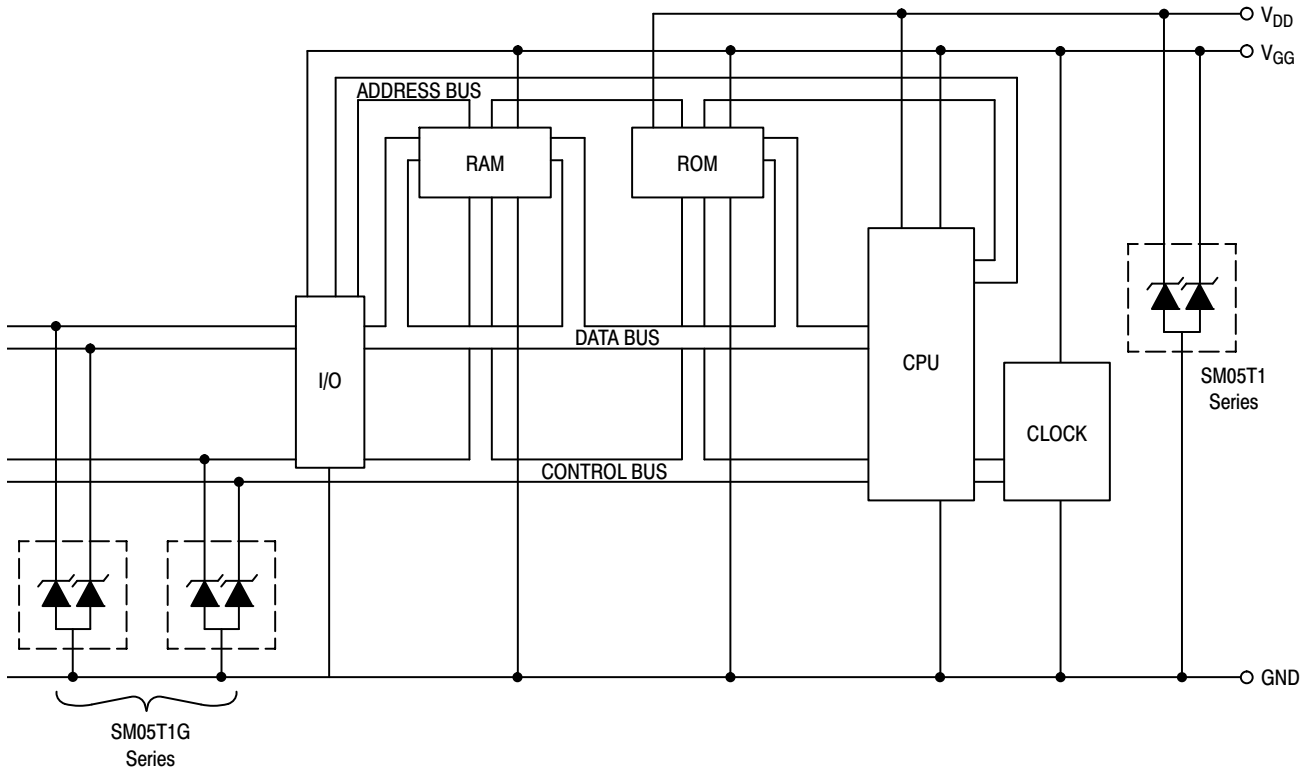 V_DD
V_GG
ADDRESS BUS
RAM
ROM
DATA BUS
I/O
CPU
SM05T1
Series
CLOCK
CONTROL BUS
GND
SM05T1G
Series